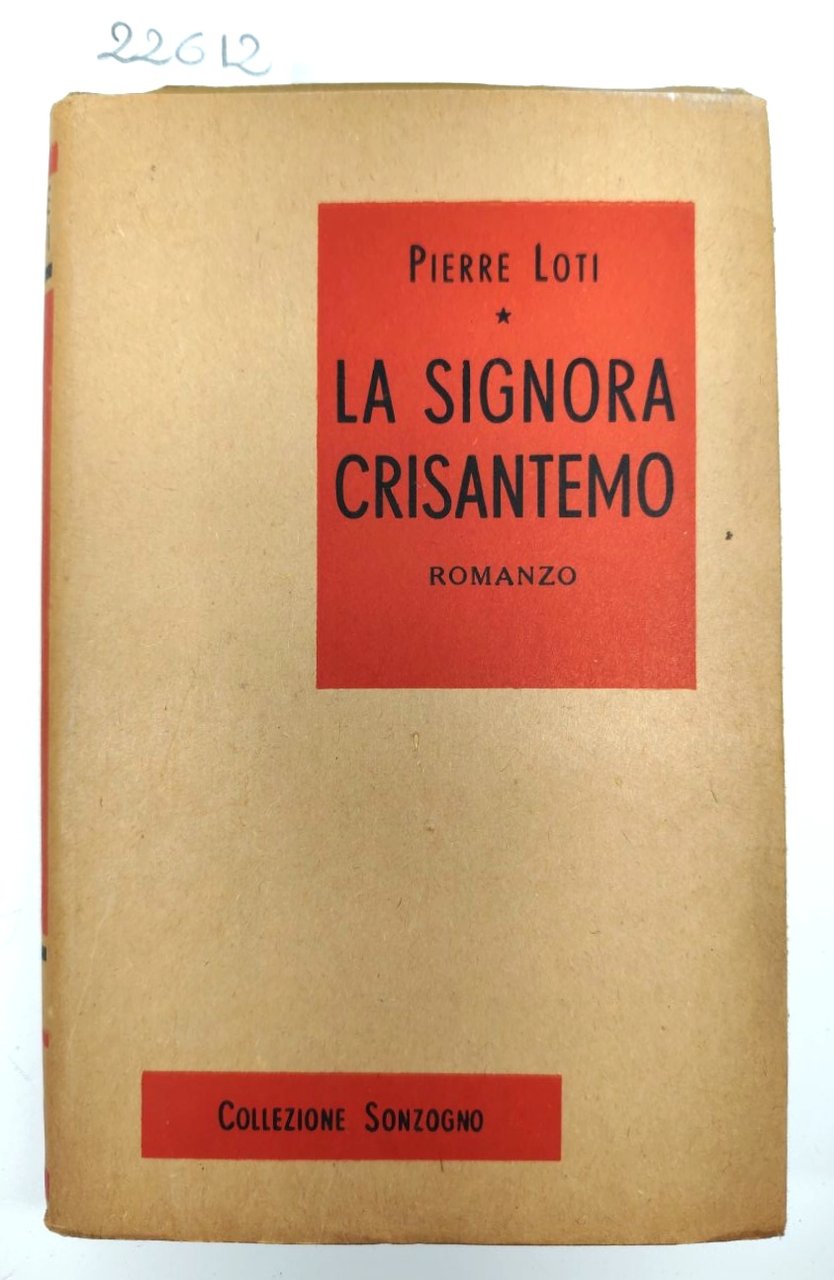 22612
PIERRE LOTI
★
LA SIGNORA
CRISANTEMO
ROMANZO
COLLEZIONE SONZOGNO